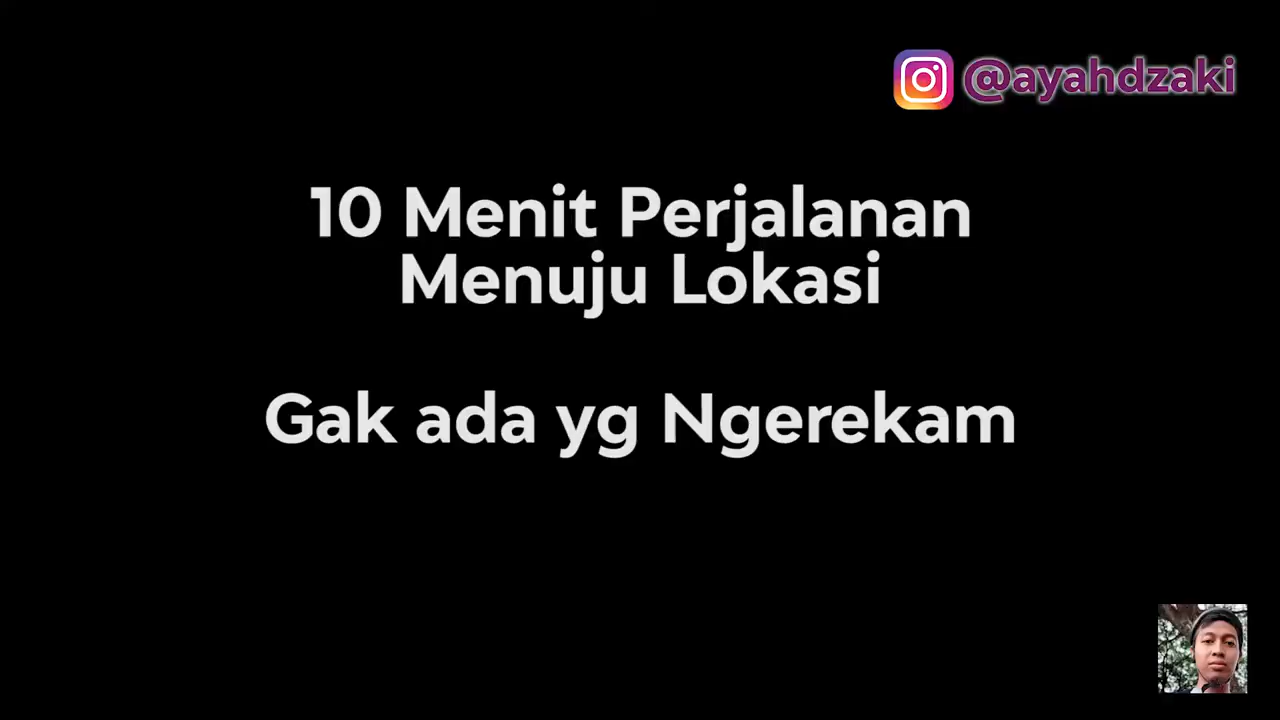 @ayahdzaki
10 Menit Perjalanan
Menuju Lokasi
Gak ada yg Ngerekam